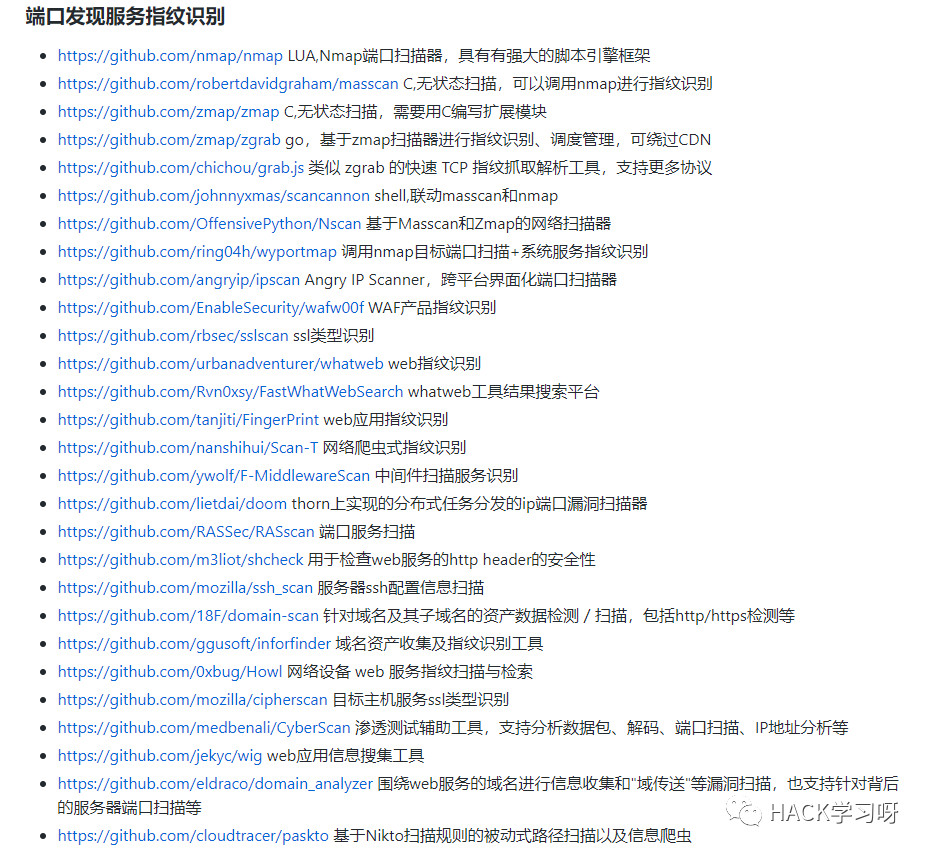 端口发现服务指纹识别
https://github.com/nmap/nmap LUA,Nmap端口扫描器，具有有强大的脚本引擎框架
https://github.com/robertdavidgraham/masscan C,无状态扫描，可以调用nmap进行指纹识别
https://github.com/zmap/zmap C,无状态扫描，需要用C编写扩展模块
https://github.com/zmap/zgrab go，基于zmap扫描器进行指纹识别、调度管理，可绕过CDN
https://github.com/chichou/grab.js 类似 zgrab 的快速 TCP 指纹抓取解析工具，支持更多协议
https://github.com/johnnyxmas/scancannon shell,联动masscan和nmap
https://github.com/OffensivePython/Nscan 基于Masscan和Zmap的网络扫描器
https://github.com/ring04h/wyportmap 调用nmap目标端口扫描+系统服务指纹识别
https://github.com/angryip/ipscan Angry IP Scanner，跨平台界面化端口扫描器
https://github.com/EnableSecurity/wafw00f WAF产品指纹识别
https://github.com/rbsec/sslscan ssl类型识别
https://github.com/urbanadventurer/whatweb web指纹识别
https://github.com/Rvn0xsy/FastWhatWebSearch whatweb工具结果搜索平台
https://github.com/tanjiti/FingerPrint web应用指纹识别
https://github.com/nanshihui/Scan-T 网络爬虫式指纹识别
https://github.com/ywolf/F-MiddlewareScan 中间件扫描服务识别
https://github.com/lietdai/doom thorn上实现的分布式任务分发的ip端口漏洞扫描器
https://github.com/RASSec/RASscan 端口服务扫描
https://github.com/m3liot/shcheck 用于检查web服务的http header的安全性
https://github.com/mozilla/ssh_scan 服务器ssh配置信息扫描
https://github.com/18F/domain-scan 针对域名及其子域名的资产数据检测／扫描，包括http/https检测等
https://github.com/ggusoft/inforfinder 域名资产收集及指纹识别工具
https://github.com/0xbug/Howl 网络设备 web 服务指纹扫描与检索
https://github.com/mozilla/cipherscan 目标主机服务ssl类型识别
https://github.com/medbenali/CyberScan 渗透测试辅助工具，支持分析数据包、解码、端口扫描、IP地址分析等
https://github.com/jekyc/wig web应用信息搜集工具
https://github.com/eldraco/domain_analyzer 围绕web服务的域名进行信息收集和"域传送"等漏洞扫描，也支持针对背后
的服务器端口扫描等
HACK学习呀
https://github.com/cloudtracer/paskto 基于Nikto扫描规则的被动式路径扫描以及信息爬虫